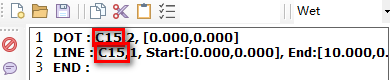 Wet
1 DOT : C15,2, [0.000,0.000]
2 LINE : C15,1, Start:[0.000,0.000], End:[10.000,0.
3 END :